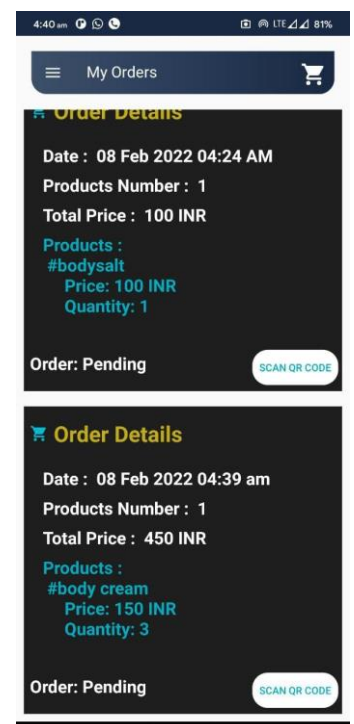 4:40 am LTE 81%
My Orders
Order Details
Date : 08 Feb 2022 04:24 AM
Products Number : 1
Total Price : 100 INR
Products :
#bodysalt
Price: 100 INR
Quantity: 1
Order: Pending
SCAN QR CODE
Order Details
Date : 08 Feb 2022 04:39 am
Products Number : 1
Total Price : 450 INR
Products :
#body cream
Price: 150 INR
Quantity: 3
Order: Pending
SCAN QR CODE